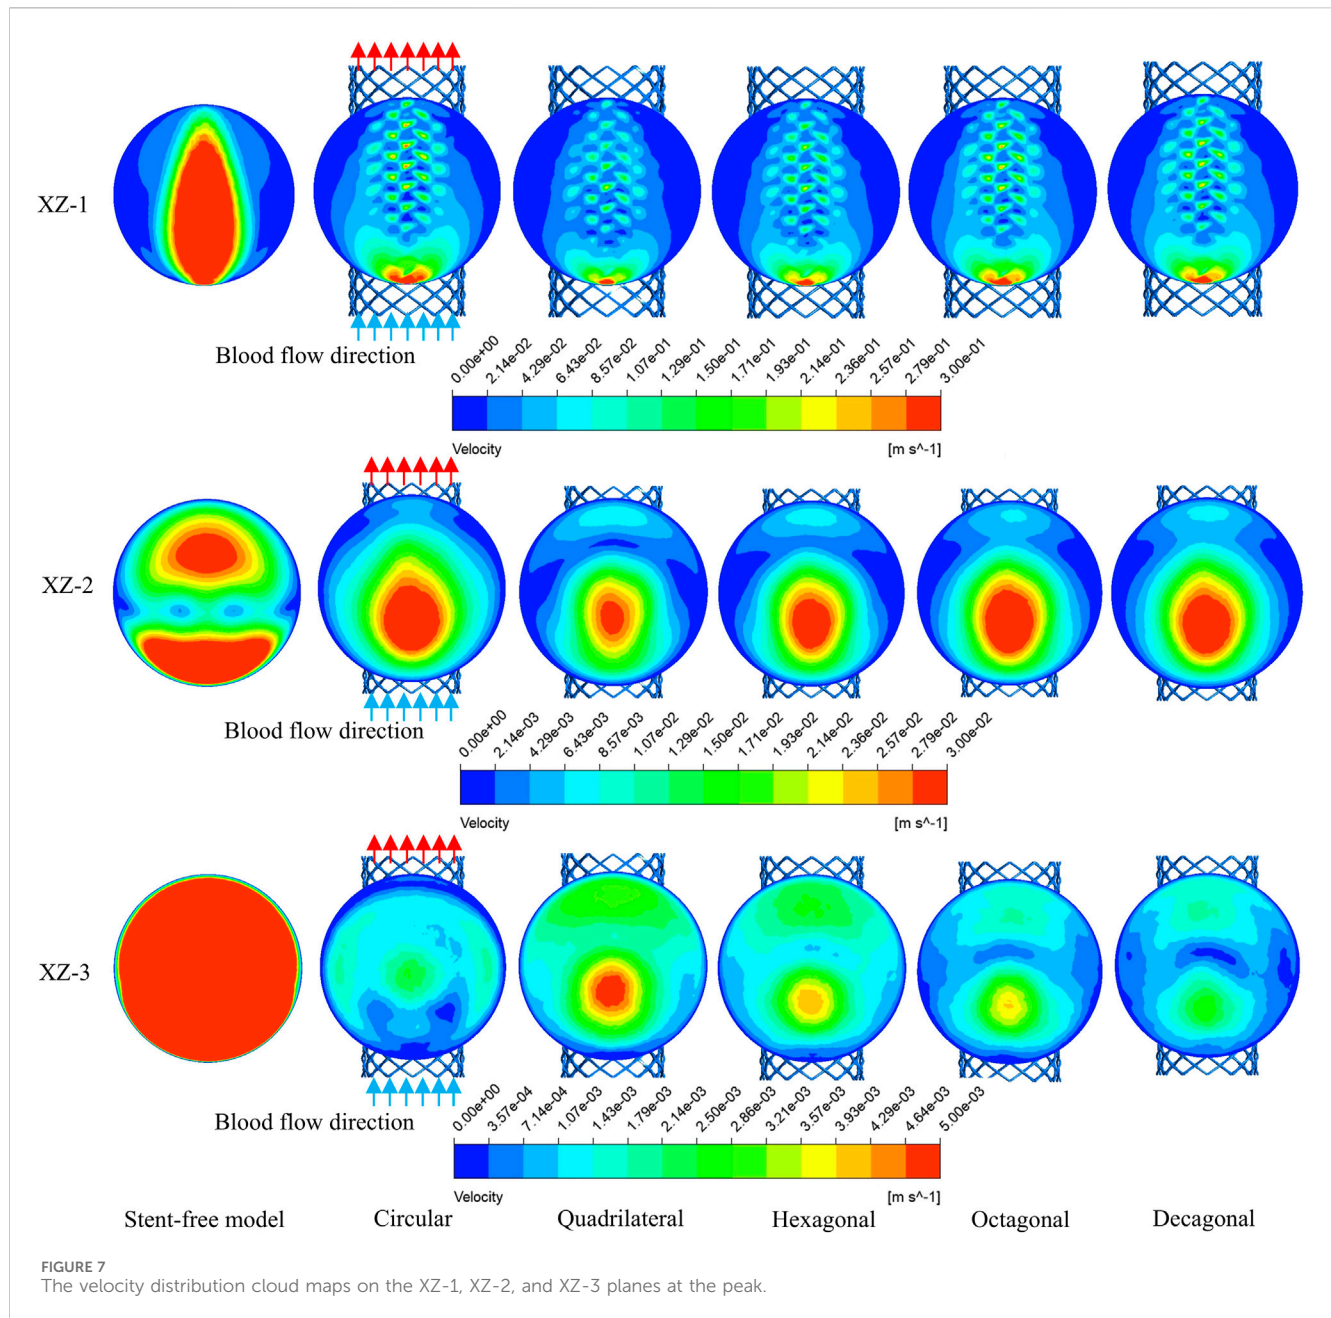 XZ-1
Blood flow direction
0.00e+00 2.14e-02 4.29e-02 6.43e-02 8.57e-02 1.07e-01 1.29e-01 1.50e-01 1.71e-01 1.93e-01 2.14e-01 2.36e-01 2.57e-01 2.79e-01 3.00e-01
Velocity [m s^-1]
XZ-2
Blood flow direction
0.00e+00 2.14e-03 4.29e-03 6.43e-03 8.57e-03 1.07e-02 1.29e-02 1.50e-02 1.71e-02 1.93e-02 2.14e-02 2.36e-02 2.57e-02 2.79e-02 3.00e-02
Velocity [m s^-1]
XZ-3
Blood flow direction
0.00e+00 3.57e-04 7.14e-04 1.07e-03 1.43e-03 1.79e-03 2.14e-03 2.50e-03 2.86e-03 3.21e-03 3.57e-03 3.93e-03 4.29e-03 4.64e-03 5.00e-03
Velocity [m s^-1]
Stent-free model Circular Quadrilateral Hexagonal Octagonal Decagonal
FIGURE 7
The velocity distribution cloud maps on the XZ-1, XZ-2, and XZ-3 planes at the peak.